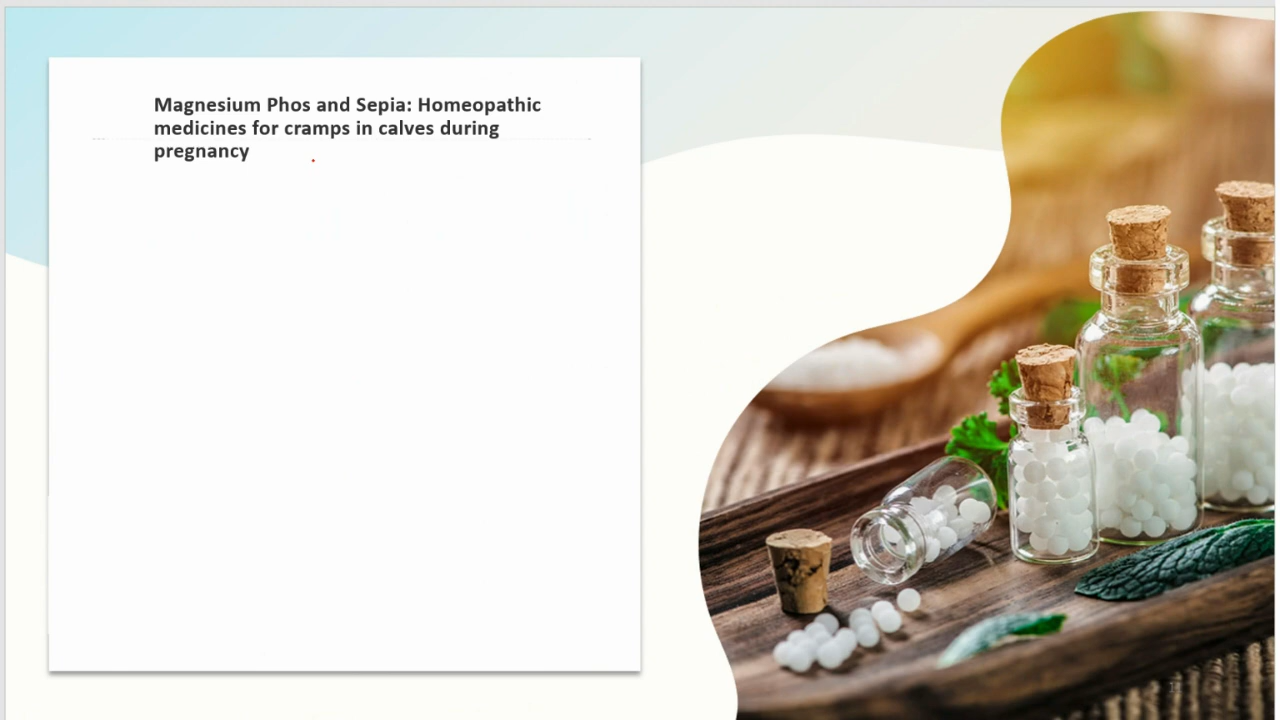 Magnesium Phos and Sepia: Homeopathic
medicines for cramps in calves during
pregnancy